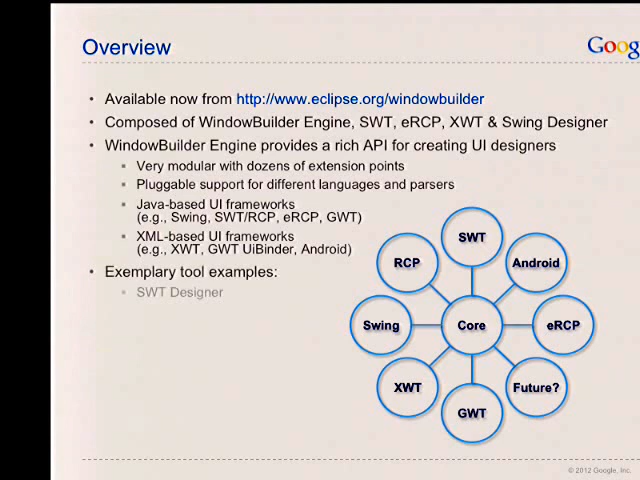 Overview
Goog
• Available now from http://www.eclipse.org/windowbuilder
• Composed of WindowBuilder Engine, SWT, eRCP, XWT & Swing Designer
• WindowBuilder Engine provides a rich API for creating UI designers
▪ Very modular with dozens of extension points
▪ Pluggable support for different languages and parsers
▪ Java-based UI frameworks
(e.g., Swing, SWT/RCP, eRCP, GWT)
▪ XML-based UI frameworks
(e.g., XWT, GWT UiBinder, Android)
• Exemplary tool examples:
▪ SWT Designer
SWT
RCP
Android
Swing
Core
eRCP
XWT
Future?
GWT
© 2012 Google, Inc.